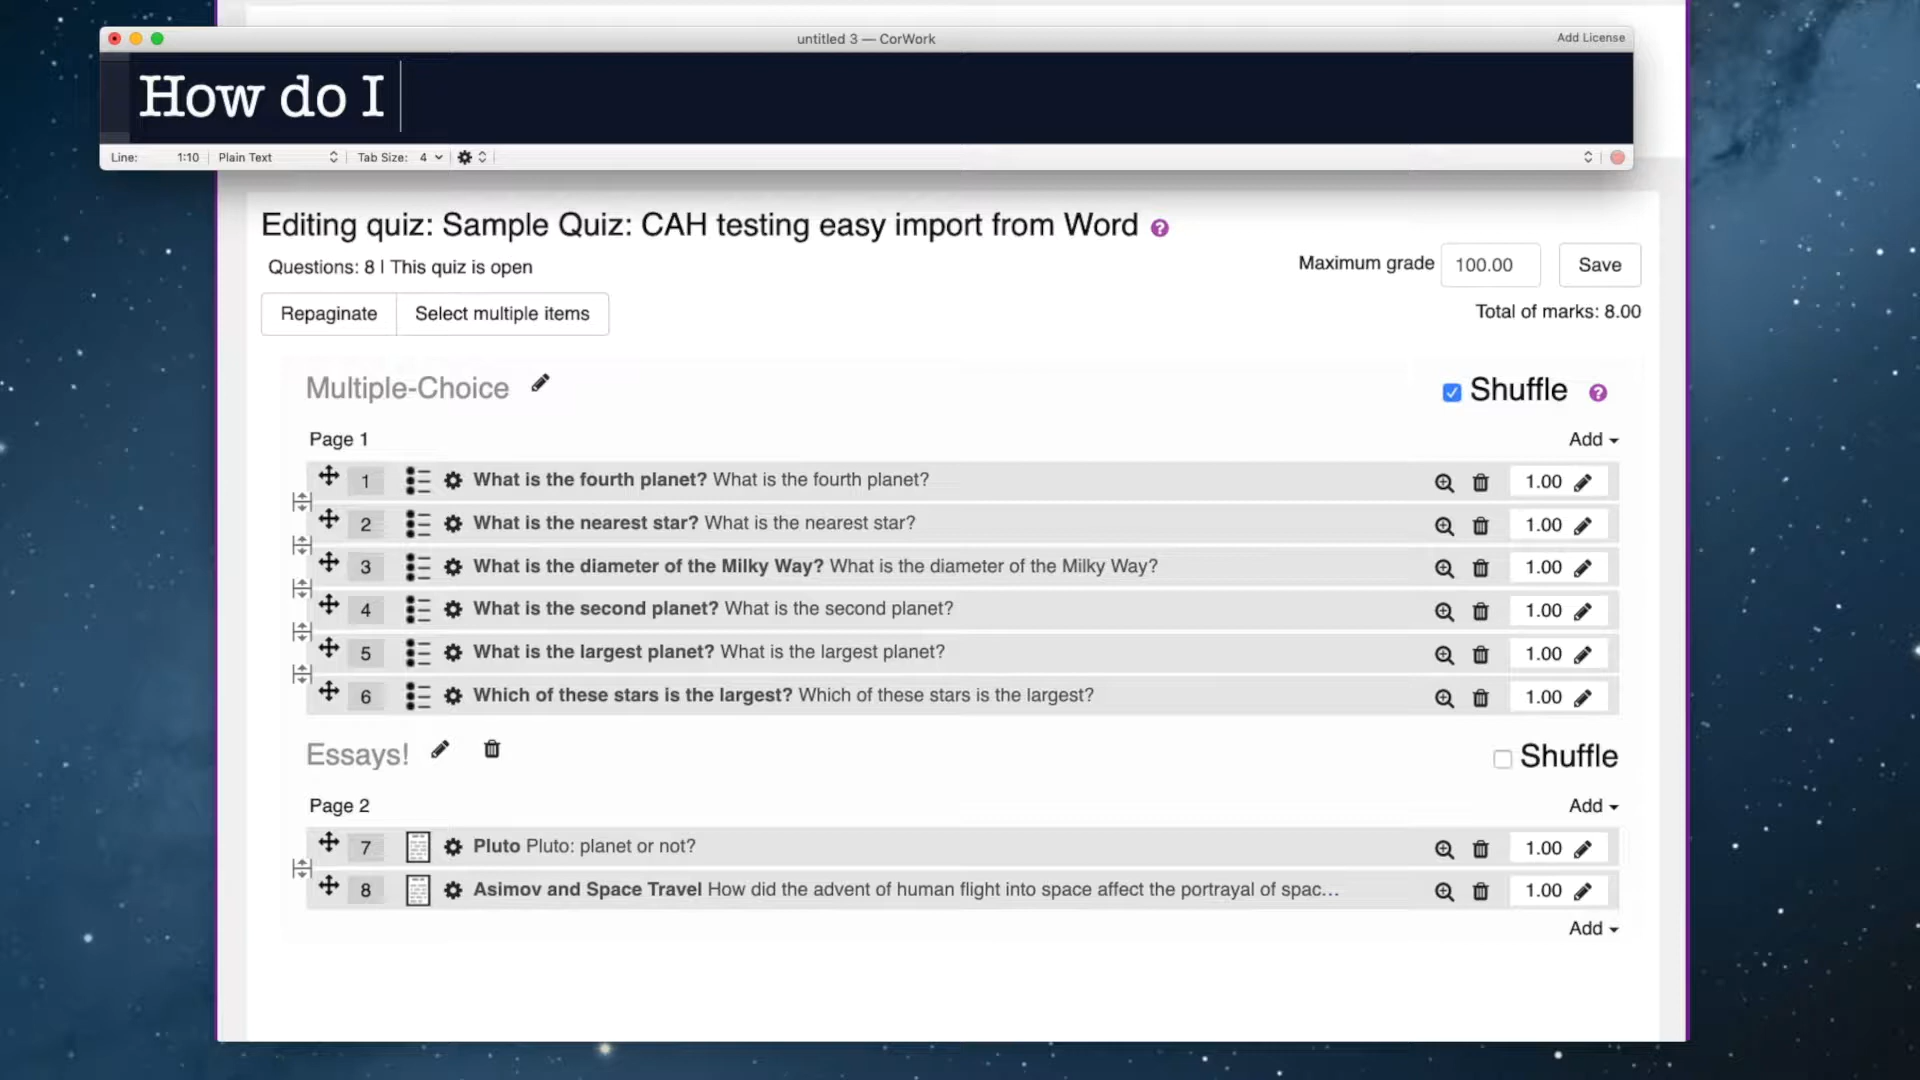 untitled 3 — CorWork
Add License
How do I
Line: 1:10 Plain Text Tab Size: 4
Editing quiz: Sample Quiz: CAH testing easy import from Word ?
Questions: 8 | This quiz is open
Maximum grade 100.00 Save
Repaginate Select multiple items
Total of marks: 8.00
Multiple-Choice
Shuffle ?
Page 1
Add
1 What is the fourth planet? What is the fourth planet? 1.00
2 What is the nearest star? What is the nearest star? 1.00
3 What is the diameter of the Milky Way? What is the diameter of the Milky Way? 1.00
4 What is the second planet? What is the second planet? 1.00
5 What is the largest planet? What is the largest planet? 1.00
6 Which of these stars is the largest? Which of these stars is the largest? 1.00
Essays!
Shuffle
Page 2
Add
7 Pluto Pluto: planet or not? 1.00
8 Asimov and Space Travel How did the advent of human flight into space affect the portrayal of spac... 1.00
Add